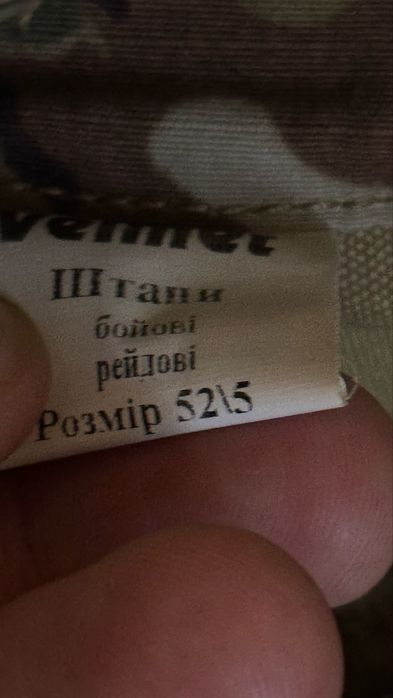 Штани
бойові
рейдові
Розмір 52\5